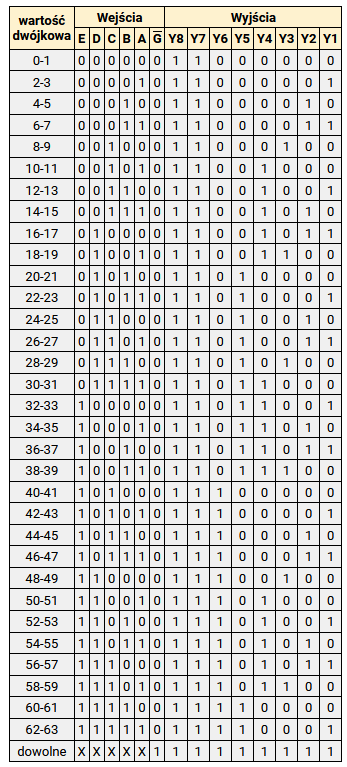 wartość dwójkowa Wejścia Wyjścia
E D C B A G̅ Y8 Y7 Y6 Y5 Y4 Y3 Y2 Y1
0-1 0 0 0 0 0 0 1 1 0 0 0 0 0 0
2-3 0 0 0 0 1 0 1 1 0 0 0 0 0 1
4-5 0 0 0 1 0 0 1 1 0 0 0 0 1 0
6-7 0 0 0 1 1 0 1 1 0 0 0 0 1 1
8-9 0 0 1 0 0 0 1 1 0 0 0 1 0 0
10-11 0 0 1 0 1 0 1 1 0 0 1 0 0 0
12-13 0 0 1 1 0 0 1 1 0 0 1 0 0 1
14-15 0 0 1 1 1 0 1 1 0 0 1 0 1 0
16-17 0 1 0 0 0 0 1 1 0 0 1 0 1 1
18-19 0 1 0 0 1 0 1 1 0 0 1 1 0 0
20-21 0 1 0 1 0 0 1 1 0 1 0 0 0 0
22-23 0 1 0 1 1 0 1 1 0 1 0 0 0 1
24-25 0 1 1 0 0 0 1 1 0 1 0 0 1 0
26-27 0 1 1 0 1 0 1 1 0 1 0 0 1 1
28-29 0 1 1 1 0 0 1 1 0 1 0 1 0 0
30-31 0 1 1 1 1 0 1 1 0 1 1 0 0 0
32-33 1 0 0 0 0 0 1 1 0 1 1 0 0 1
34-35 1 0 0 0 1 0 1 1 0 1 1 0 1 0
36-37 1 0 0 1 0 0 1 1 0 1 1 0 1 1
38-39 1 0 0 1 1 0 1 1 0 1 1 1 0 0
40-41 1 0 1 0 0 0 1 1 1 0 0 0 0 0
42-43 1 0 1 0 1 0 1 1 1 0 0 0 0 1
44-45 1 0 1 1 0 0 1 1 1 0 0 0 1 0
46-47 1 0 1 1 1 0 1 1 1 0 0 0 1 1
48-49 1 1 0 0 0 0 1 1 1 0 0 1 0 0
50-51 1 1 0 0 1 0 1 1 1 0 1 0 0 0
52-53 1 1 0 1 0 0 1 1 1 0 1 0 0 1
54-55 1 1 0 1 1 0 1 1 1 0 1 0 1 0
56-57 1 1 1 0 0 0 1 1 1 0 1 0 1 1
58-59 1 1 1 0 1 0 1 1 1 0 1 1 0 0
60-61 1 1 1 1 0 0 1 1 1 1 0 0 0 0
62-63 1 1 1 1 1 0 1 1 1 1 0 0 0 1
dowolne X X X X X 1 1 1 1 1 1 1 1 1